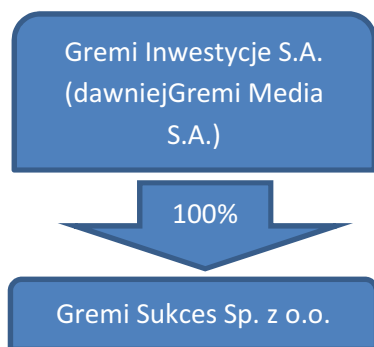 Gremi Inwestycje S.A.
(dawniejGremi Media
S.A.)
100%
Gremi Sukces Sp. z o.o.